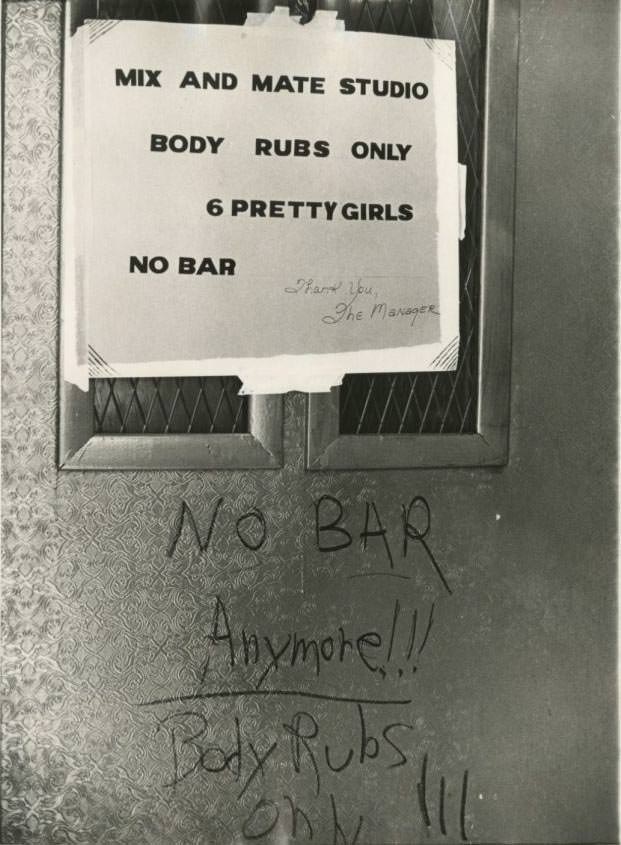 MIX AND MATE STUDIO
BODY RUBS ONLY
6 PRETTY GIRLS
NO BAR
Thank You,
The Manager
NO BAR
Anymore!!!
Body Rubs
only !!!